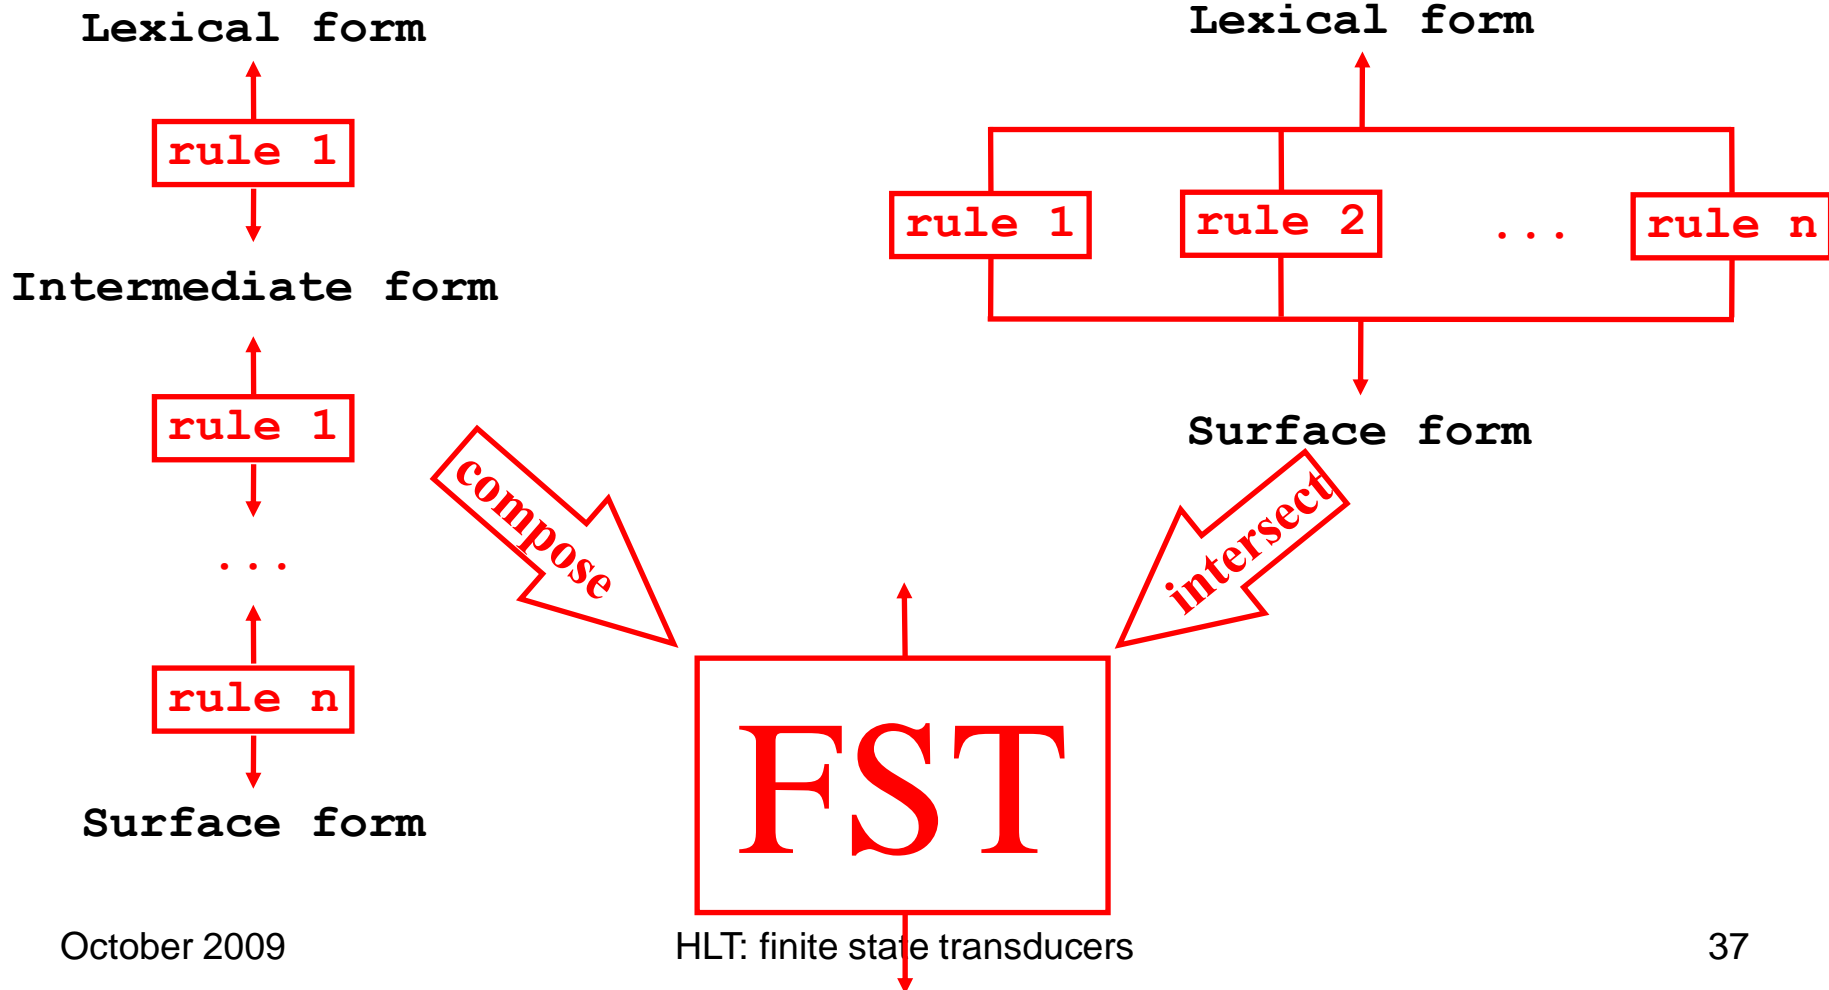 Lexical form
rule 1
Intermediate form
rule 1
...
rule n
Surface form
Lexical form
rule 1 rule 2 ... rule n
Surface form
compose
intersect
FST
October 2009 HLT: finite state transducers 37